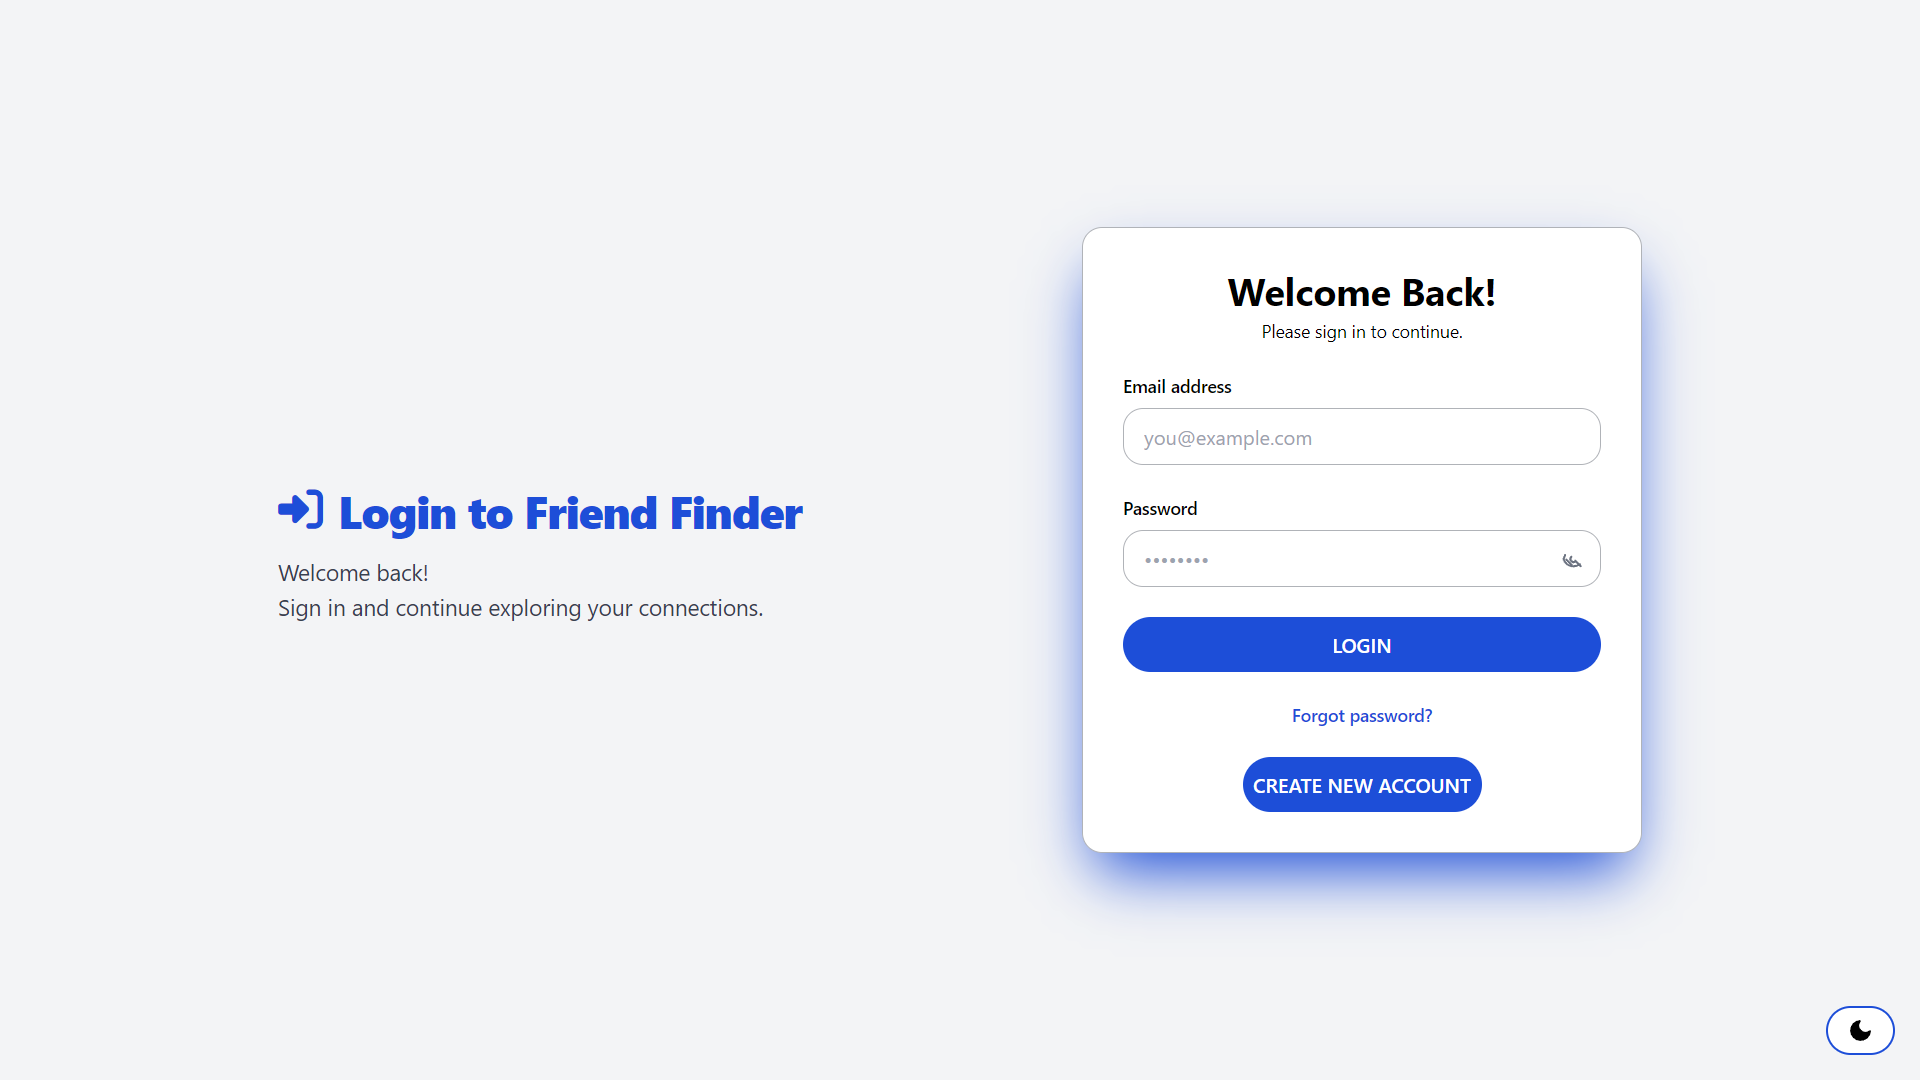 Login to Friend Finder
Welcome back!
Sign in and continue exploring your connections.
Welcome Back!
Please sign in to continue.
Email address
you@example.com
Password
••••••••
LOGIN
Forgot password?
CREATE NEW ACCOUNT